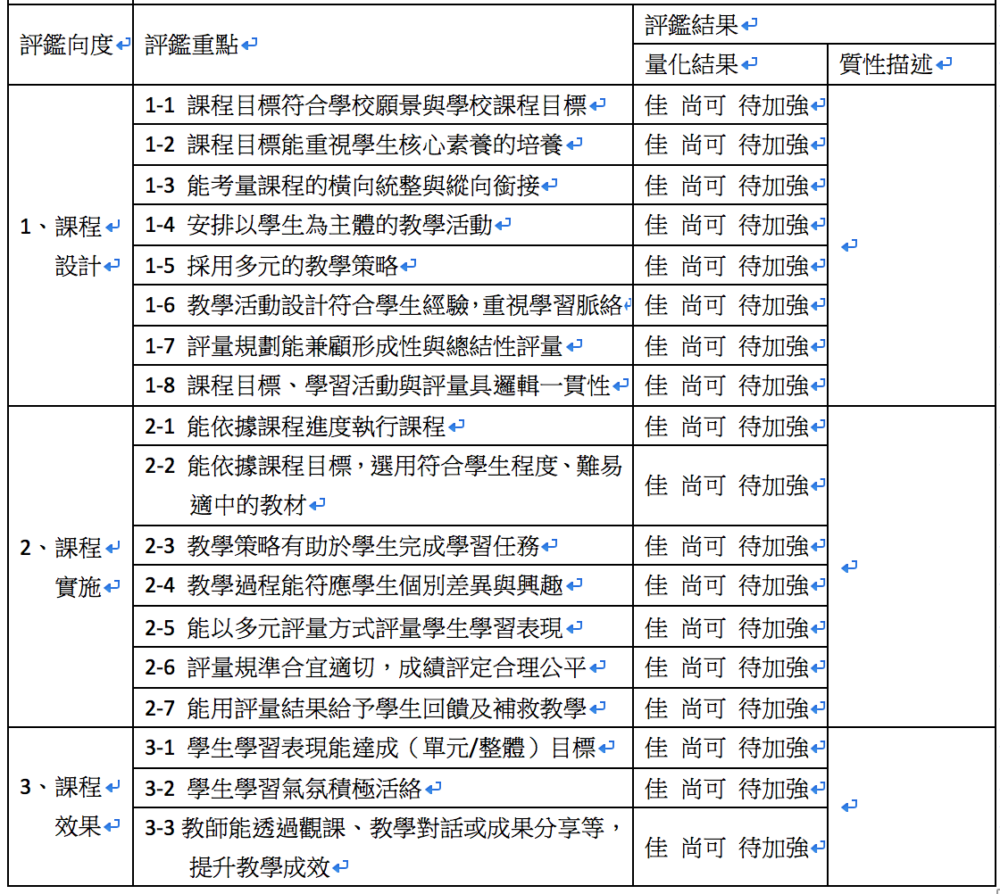 評鑑向度
評鑑重點
評鑑結果
量化結果
質性描述
1、課程
設計
1-1 課程目標符合學校願景與學校課程目標
佳 尚可 待加強
1-2 課程目標能重視學生核心素養的培養
佳 尚可 待加強
1-3 能考量課程的橫向統整與縱向銜接
佳 尚可 待加強
1-4 安排以學生為主體的教學活動
佳 尚可 待加強
1-5 採用多元的教學策略
佳 尚可 待加強
1-6 教學活動設計符合學生經驗，重視學習脈絡
佳 尚可 待加強
1-7 評量規劃能兼顧形成性與總結性評量
佳 尚可 待加強
1-8 課程目標、學習活動與評量具邏輯一貫性
佳 尚可 待加強
2、課程
實施
2-1 能依據課程進度執行課程
佳 尚可 待加強
2-2 能依據課程目標，選用符合學生程度、難易
適中的教材
佳 尚可 待加強
2-3 教學策略有助於學生完成學習任務
佳 尚可 待加強
2-4 教學過程能符應學生個別差異與興趣
佳 尚可 待加強
2-5 能以多元評量方式評量學生學習表現
佳 尚可 待加強
2-6 評量規準合宜適切，成績評定合理公平
佳 尚可 待加強
2-7 能用評量結果給予學生回饋及補救教學
佳 尚可 待加強
3、課程
效果
3-1 學生學習表現能達成（單元/整體）目標
佳 尚可 待加強
3-2 學生學習氣氛積極活絡
佳 尚可 待加強
3-3 教師能透過觀課、教學對話或成果分享等，
提升教學成效
佳 尚可 待加強